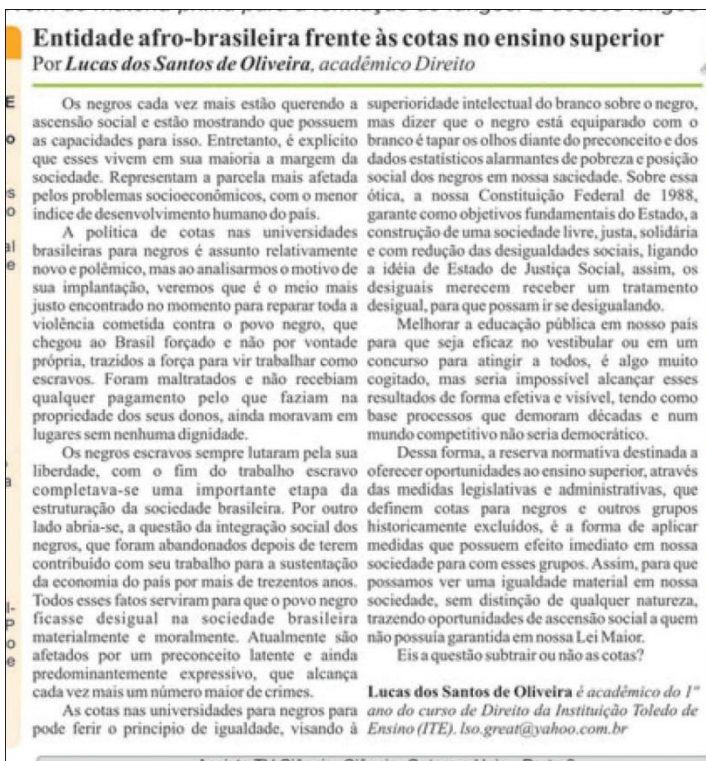 Entidade afro-brasileira frente às cotas no ensino superior
Por Lucas dos Santos de Oliveira, acadêmico Direito
Os negros cada vez mais estão querendo a
ascensão social e estão mostrando que possuem
as capacidades para isso. Entretanto, é explícito
que esses vivem em sua maioria a margem da
sociedade. Representam a parcela mais afetada
pelos problemas socioeconômicos, com o menor
índice de desenvolvimento humano do país.
A política de cotas nas universidades
brasileiras para negros é assunto relativamente
novo e polêmico, mas ao analisarmos o motivo de
sua implantação, veremos que é o meio mais
justo encontrado no momento para reparar toda a
violência cometida contra o povo negro, que
chegou ao Brasil forçado e não por vontade
própria, trazidos a força para vir trabalhar como
escravos. Foram maltratados e não recebiam
qualquer pagamento pelo que faziam na
propriedade dos seus donos, ainda moravam em
lugares sem nenhuma dignidade.
Os negros escravos sempre lutaram pela sua
liberdade, com o fim do trabalho escravo
completava-se uma importante etapa da
estruturação da sociedade brasileira. Por outro
lado abria-se, a questão da integração social dos
negros, que foram abandonados depois de terem
contribuido com seu trabalho para a sustentação
da economia do país por mais de trezentos anos.
Todos esses fatos serviram para que o povo negro
ficasse desigual na sociedade brasileira
materialmente e moralmente. Atualmente são
afetados por um preconceito latente e ainda
predominantemente expressivo, que alcança
cada vez mais um número maior de crimes.
As cotas nas universidades para negros para
pode ferir o principio de igualdade, visando à
superioridade intelectual do branco sobre o negro,
mas dizer que o negro está equiparado com o
branco é tapar os olhos diante do preconceito e dos
dados estatísticos alarmantes de pobreza e posição
social dos negros em nossa saciedade. Sobre essa
ótica, a nossa Constituição Federal de 1988,
garante como objetivos fundamentais do Estado, a
construção de uma sociedade livre, justa, solidária
e com redução das desigualdades sociais, ligando
a idéia de Estado de Justiça Social, assim, os
desiguais merecem receber um tratamento
desigual, para que possam ir se desigualando.
Melhorar a educação pública em nosso país
para que seja eficaz no vestibular ou em um
concurso para atingir a todos, é algo muito
cogitado, mas seria impossível alcançar esses
resultados de forma efetiva e visível, tendo como
base processos que demoram décadas e num
mundo competitivo não seria democrático.
Dessa forma, a reserva normativa destinada a
oferecer oportunidades ao ensino superior, através
das medidas legislativas e administrativas, que
definem cotas para negros e outros grupos
historicamente excluídos, é a forma de aplicar
medidas que possuem efeito imediato em nossa
sociedade para com esses grupos. Assim, para que
possamos ver uma igualdade material em nossa
sociedade, sem distinção de qualquer natureza,
trazendo oportunidades de ascensão social a quem
não possuía garantida em nossa Lei Maior.
Eis a questão subtrair ou não as cotas?
Lucas dos Santos de Oliveira é acadêmico do 1º
ano do curso de Direito da Instituição Toledo de
Ensino (ITE). lso.great@yahoo.com.br